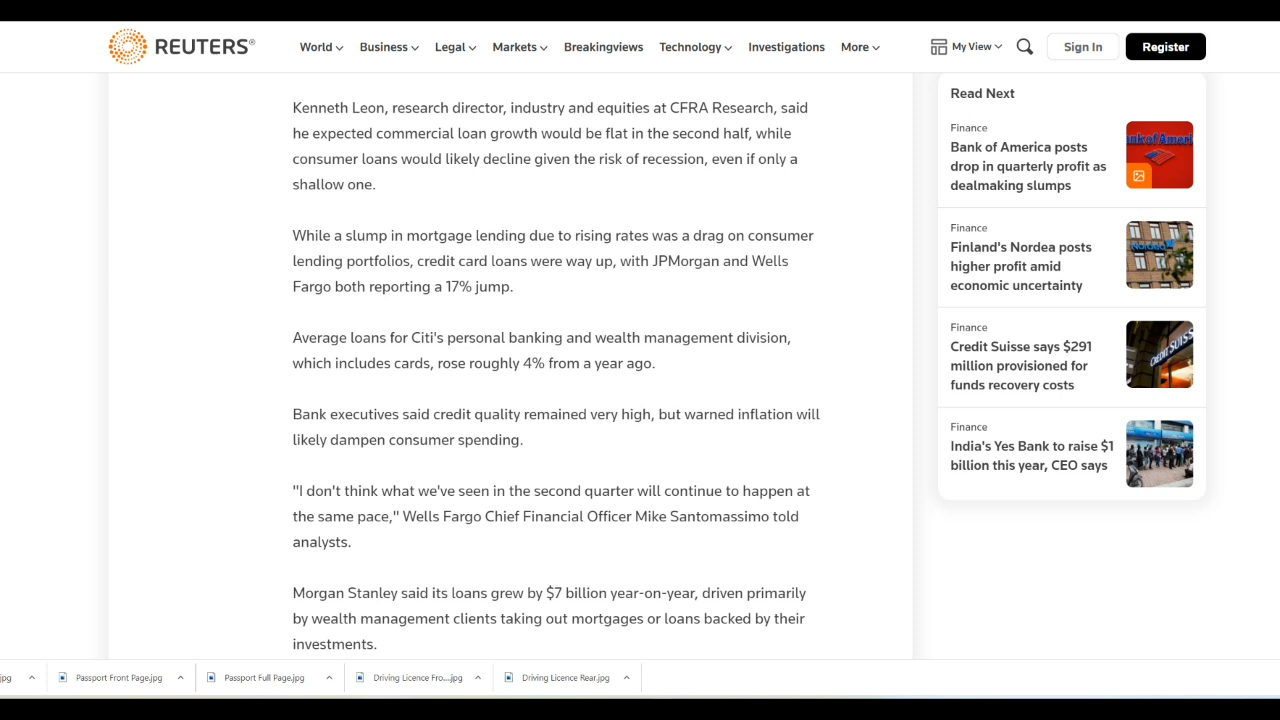 REUTERS®
World
Business
Legal
Markets
Breakingviews
Technology
Investigations
More
My View
Sign In
Register
Kenneth Leon, research director, industry and equities at CFRA Research, said
he expected commercial loan growth would be flat in the second half, while
consumer loans would likely decline given the risk of recession, even if only a
shallow one.
While a slump in mortgage lending due to rising rates was a drag on consumer
lending portfolios, credit card loans were way up, with JPMorgan and Wells
Fargo both reporting a 17% jump.
Average loans for Citi's personal banking and wealth management division,
which includes cards, rose roughly 4% from a year ago.
Bank executives said credit quality remained very high, but warned inflation will
likely dampen consumer spending.
"I don't think what we've seen in the second quarter will continue to happen at
the same pace," Wells Fargo Chief Financial Officer Mike Santomassimo told
analysts.
Morgan Stanley said its loans grew by $7 billion year-on-year, driven primarily
by wealth management clients taking out mortgages or loans backed by their
investments.
Read Next
Finance
Bank of America posts
drop in quarterly profit as
dealmaking slumps
Finance
Finland's Nordea posts
higher profit amid
economic uncertainty
Finance
Credit Suisse says $291
million provisioned for
funds recovery costs
CREDIT SUISSE
Finance
India's Yes Bank to raise $1
billion this year, CEO says
jpg
Passport Front Page.jpg
Passport Full Page.jpg
Driving Licence Fro....jpg
Driving Licence Rear.jpg